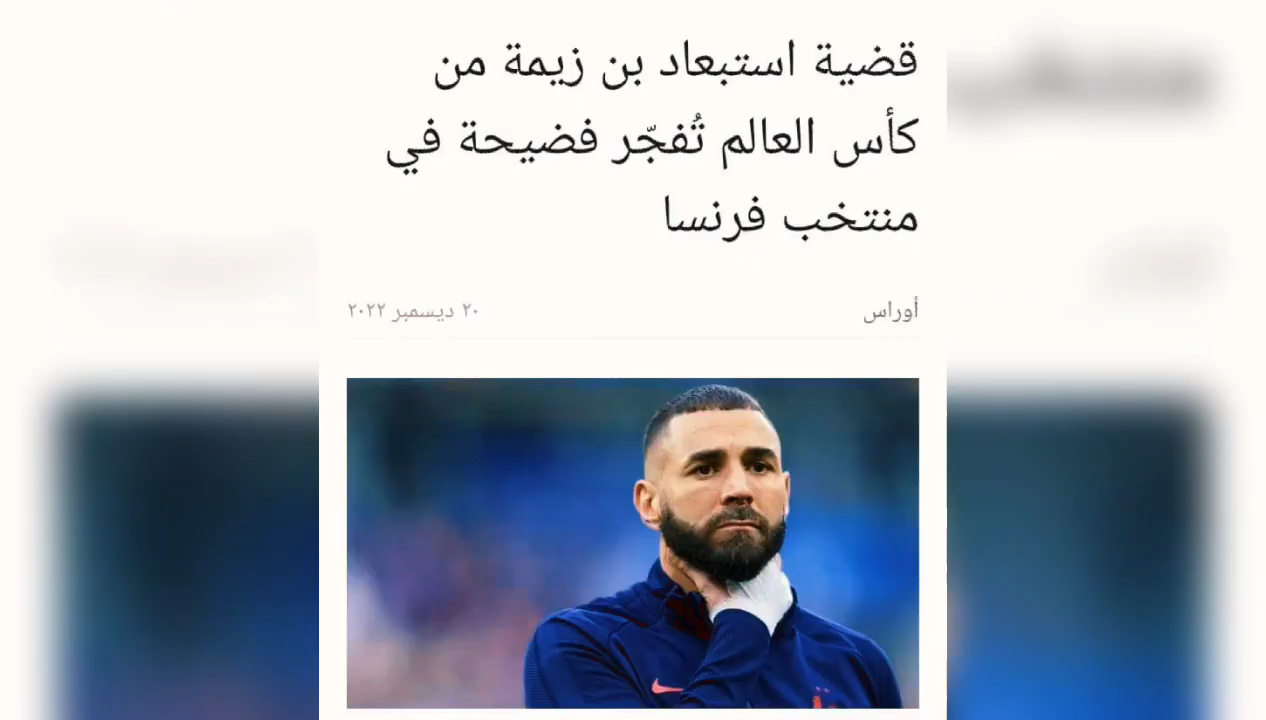 قضية استبعاد بن زيمة من
كأس العالم تُفجّر فضيحة في
منتخب فرنسا
أوراس
٢٠ ديسمبر ٢٠٢٢